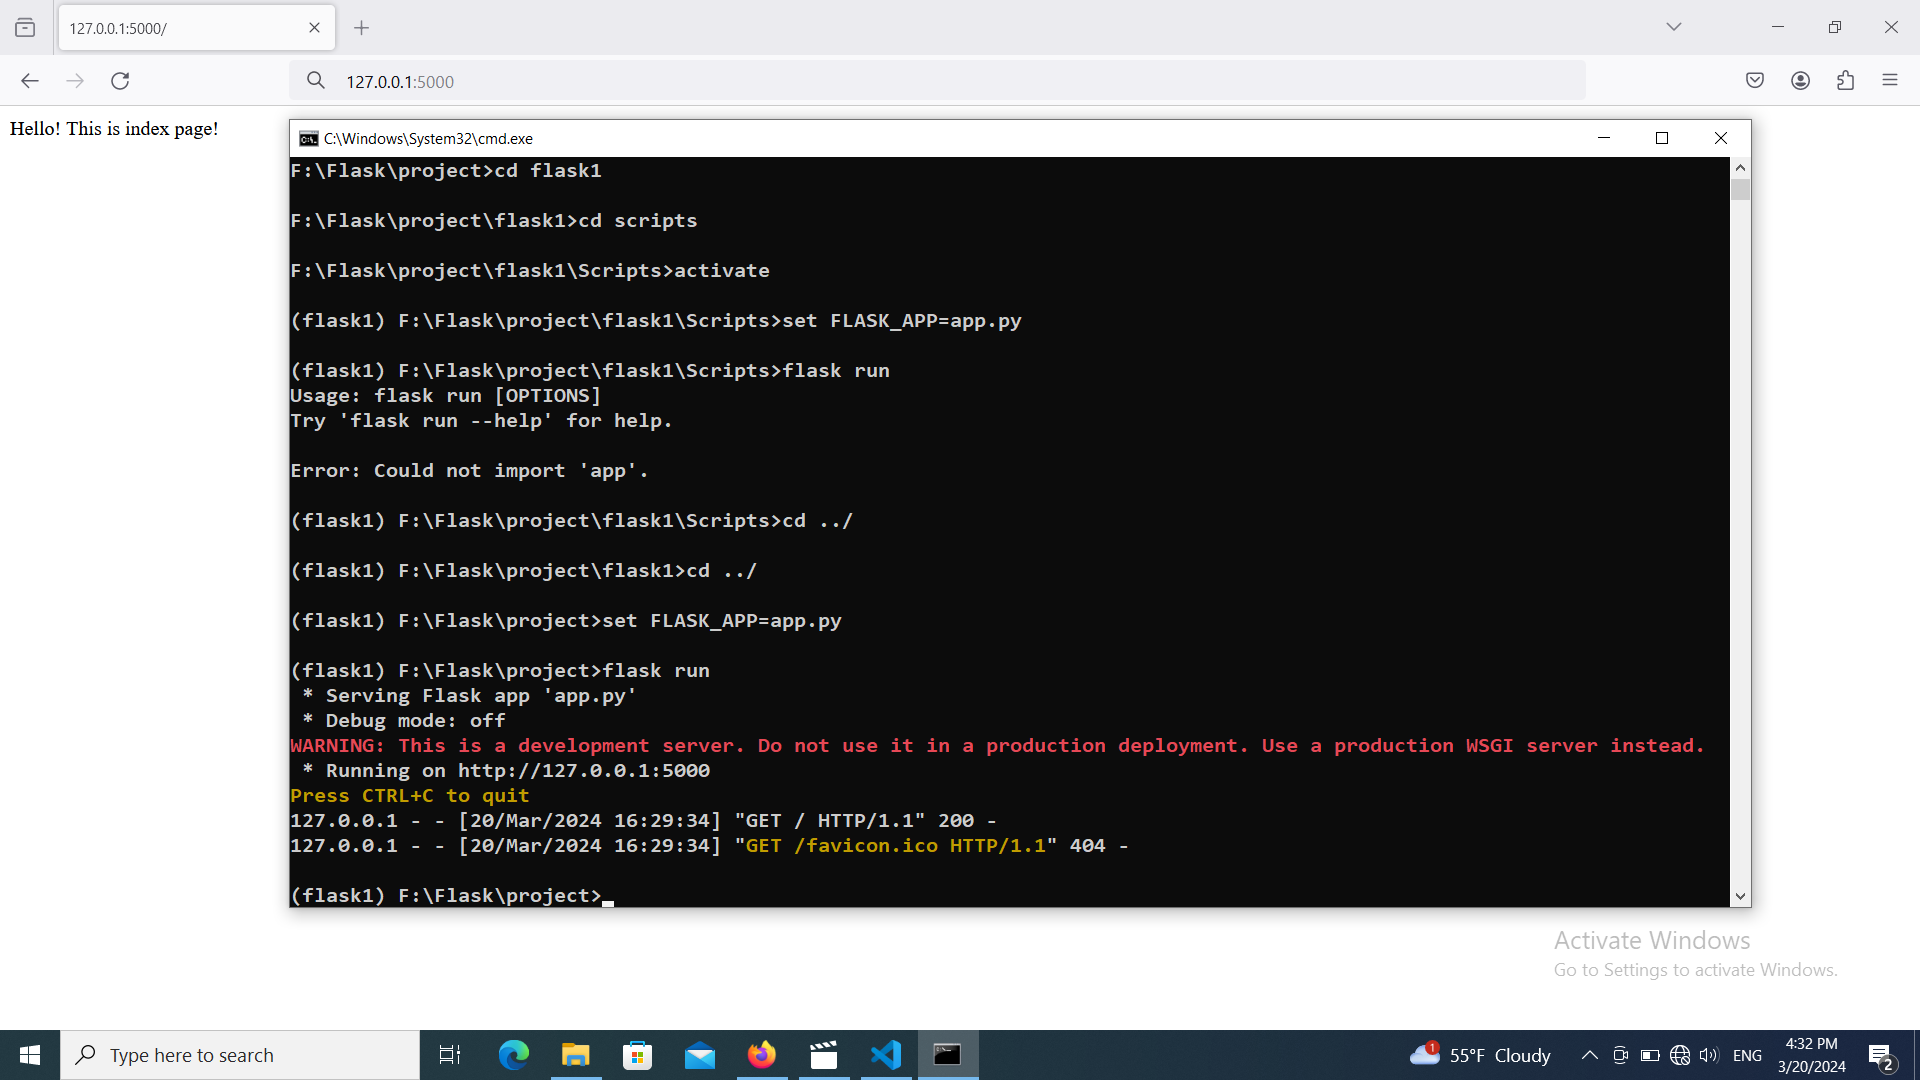 127.0.0.1:5000/
127.0.0.1:5000
Hello! This is index page!
C:\Windows\System32\cmd.exe
F:\Flask\project>cd flask1
F:\Flask\project\flask1>cd scripts
F:\Flask\project\flask1\Scripts>activate
(flask1) F:\Flask\project\flask1\Scripts>set FLASK_APP=app.py
(flask1) F:\Flask\project\flask1\Scripts>flask run
Usage: flask run [OPTIONS]
Try 'flask run --help' for help.
Error: Could not import 'app'.
(flask1) F:\Flask\project\flask1\Scripts>cd ../
(flask1) F:\Flask\project\flask1>cd ../
(flask1) F:\Flask\project>set FLASK_APP=app.py
(flask1) F:\Flask\project>flask run
* Serving Flask app 'app.py'
* Debug mode: off
WARNING: This is a development server. Do not use it in a production deployment. Use a production WSGI server instead.
* Running on http://127.0.0.1:5000
Press CTRL+C to quit
127.0.0.1 - - [20/Mar/2024 16:29:34] "GET / HTTP/1.1" 200 -
127.0.0.1 - - [20/Mar/2024 16:29:34] "GET /favicon.ico HTTP/1.1" 404 -
(flask1) F:\Flask\project>
Activate Windows
Go to Settings to activate Windows.
Type here to search
1
55°F Cloudy
ENG
4:32 PM
3/20/2024
2